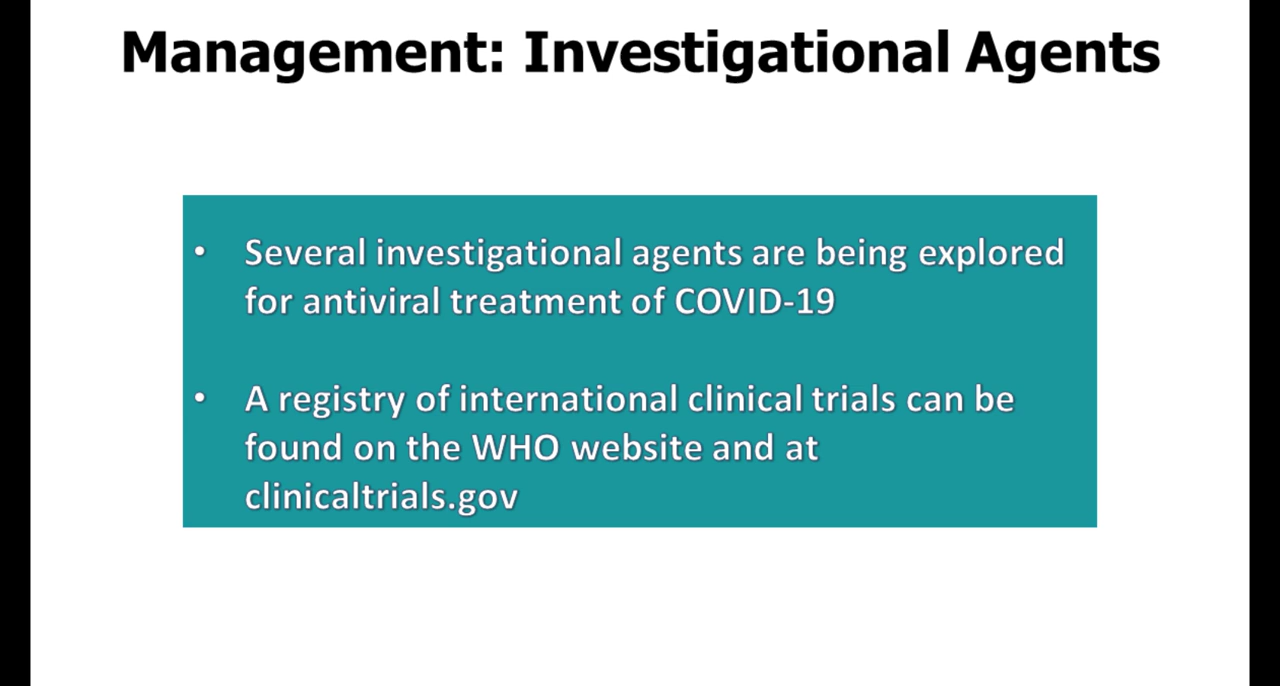 Management: Investigational Agents
• Several investigational agents are being explored
for antiviral treatment of COVID-19
• A registry of international clinical trials can be
found on the WHO website and at
clinicaltrials.gov